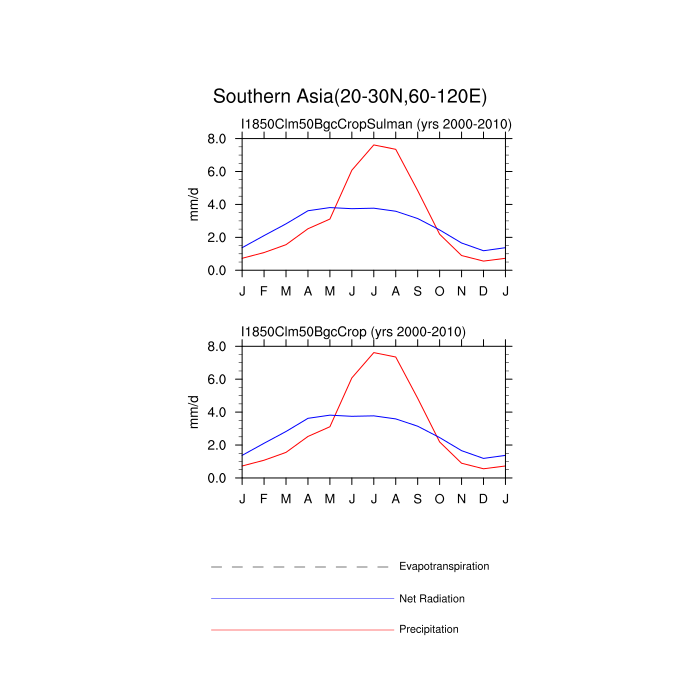 Southern Asia(20-30N,60-120E)
I1850Clm50BgcCropSulman (yrs 2000-2010)
8.0
6.0
4.0
2.0
0.0
mm/d
J F M A M J J A S O N D J
I1850Clm50BgcCrop (yrs 2000-2010)
8.0
6.0
4.0
2.0
0.0
mm/d
J F M A M J J A S O N D J
Evapotranspiration
Net Radiation
Precipitation